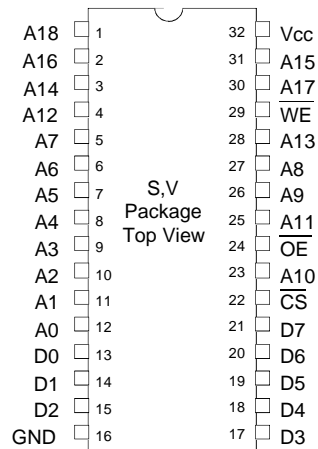 A18 1 32 Vcc
A16 2 31 A15
A14 3 30 A17
A12 4 29 W̅E̅
A7 5 28 A13
A6 6 27 A8
A5 7 26 A9
A4 8 25 A11
A3 9 24 O̅E̅
A2 10 23 A10
A1 11 22 C̅S̅
A0 12 21 D7
D0 13 20 D6
D1 14 19 D5
D2 15 18 D4
GND 16 17 D3
S,V
Package
Top View